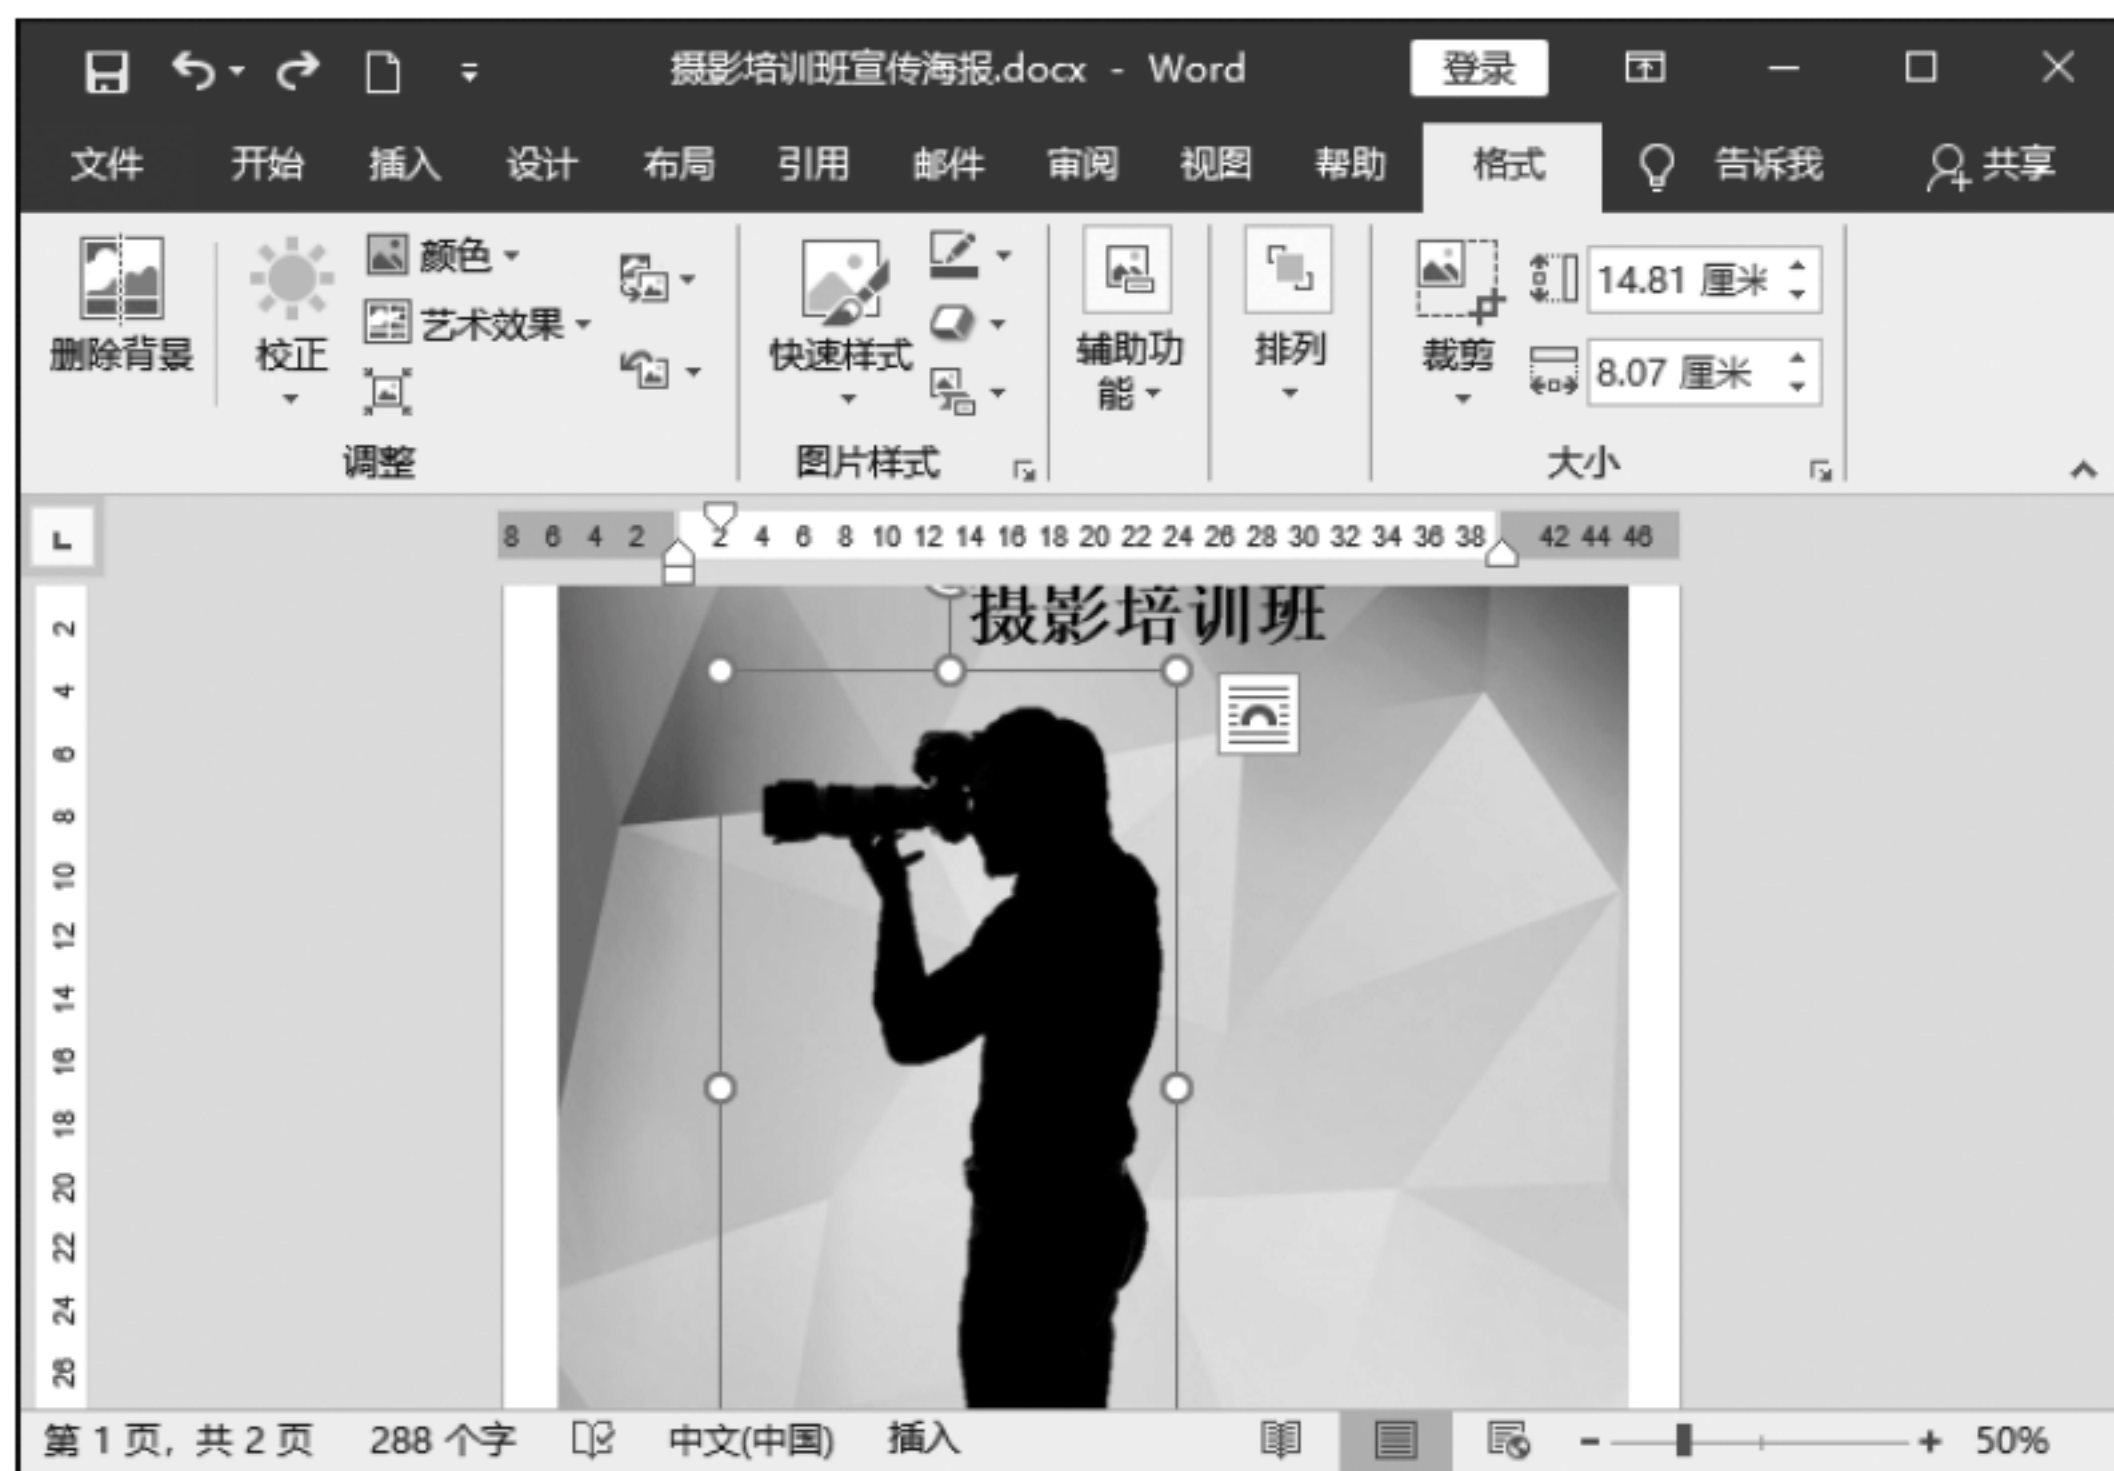 摄影培训班宣传海报.docx - Word 登录
文件 开始 插入 设计 布局 引用 邮件 审阅 视图 帮助 格式 告诉我 共享
删除背景 校正 颜色 艺术效果 快速样式 辅助功能 排列 裁剪 14.81 厘米 8.07 厘米
调整 图片样式 大小
8 6 4 2 2 4 6 8 10 12 14 16 18 20 22 24 26 28 30 32 34 36 38 42 44 46
摄影培训班
2
4
6
8
10
12
14
16
18
20
22
24
26
第 1 页, 共 2 页 288 个字 中文(中国) 插入 50%